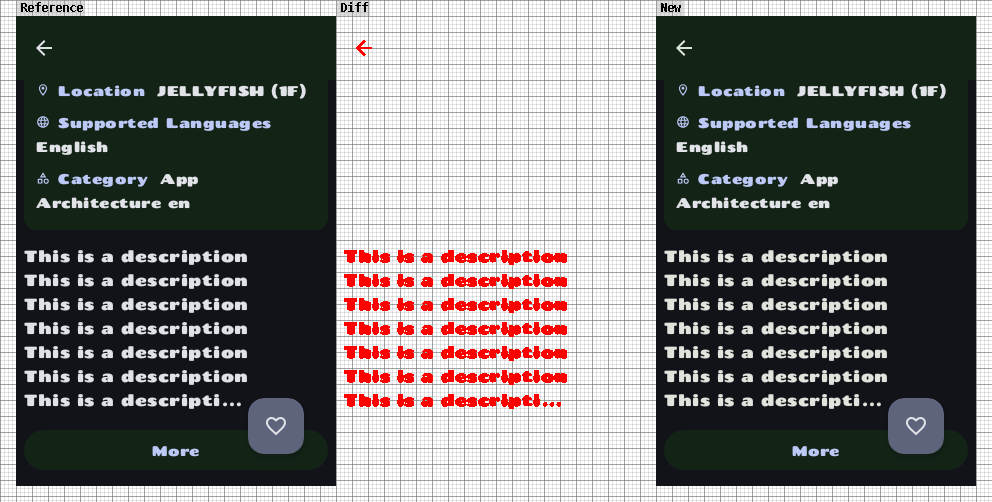 Reference
Diff
New
Location JELLYFISH (1F)
Supported Languages
English
Category App
Architecture en
This is a description
This is a description
This is a description
This is a description
This is a description
This is a description
This is a descripti...
More
This is a description
This is a description
This is a description
This is a description
This is a description
This is a description
This is a descripti...
Location JELLYFISH (1F)
Supported Languages
English
Category App
Architecture en
This is a description
This is a description
This is a description
This is a description
This is a description
This is a description
This is a descripti...
More